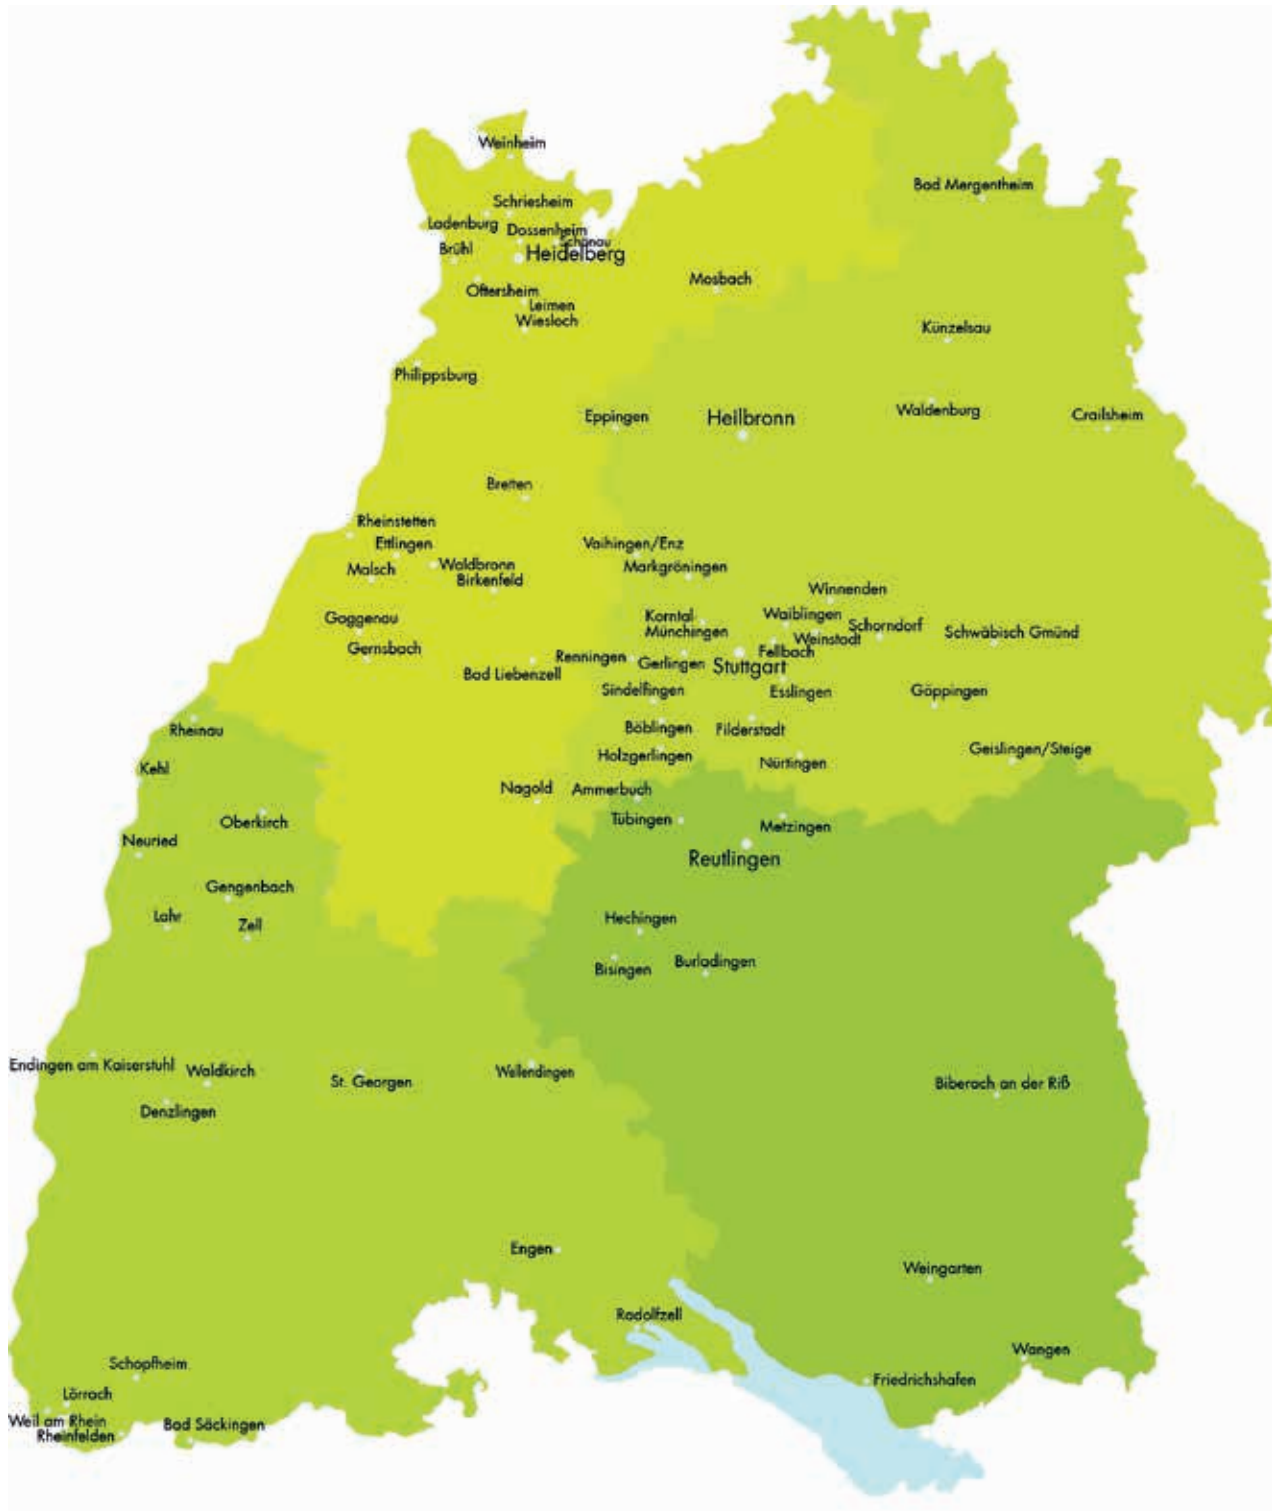 Weinheim
Bad Mergentheim
Schriesheim
Ladenburg
Dossenheim
Schönau
Brühl
Heidelberg
Mosbach
Oftersheim
Leimen
Wiesloch
Künzelsau
Philippsburg
Waldenburg
Crailsheim
Eppingen
Heilbronn
Bretten
Rheinstetten
Ettlingen
Vaihingen/Enz
Malsch
Waldbronn
Birkenfeld
Markgröningen
Winnenden
Gaggenau
Korntal
Münchingen
Waiblingen
Schorndorf
Weinstadt
Schwäbisch Gmünd
Gernsbach
Fellbach
Renningen
Gerlingen
Stuttgart
Bad Liebenzell
Sindelfingen
Esslingen
Göppingen
Rheinau
Böblingen
Filderstadt
Geislingen/Steige
Holzgerlingen
Nürtingen
Kehl
Nagold
Ammerbuch
Oberkirch
Tübingen
Metzingen
Neuried
Reutlingen
Gengenbach
Lahr
Zell
Hechingen
Bisingen
Burladingen
Endingen am Kaiserstuhl
Waldkirch
St. Georgen
Wellendingen
Biberach an der Riß
Denzlingen
Engen
Weingarten
Radolfzell
Wangen
Schopfheim
Friedrichshafen
Lörrach
Weil am Rhein
Bad Säckingen
Rheinfelden